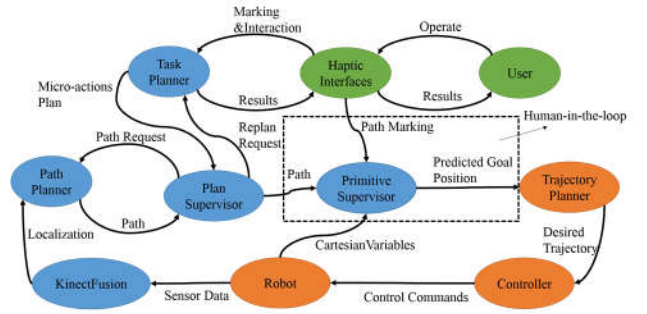 Marking
&Interaction
Operate
Task
Planner
Haptic
Interfaces
User
Micro-actions
Plan
Results
Results
Human-in-the-loop
Path Request
Replan
Request
Path Marking
Path
Planner
Plan
Supervisor
Path
Primitive
Supervisor
Predicted Goal
Position
Trajectory
Planner
Path
Localization
CartesianVariables
Desired
Trajectory
KinectFusion
Sensor Data
Robot
Control Commands
Controller